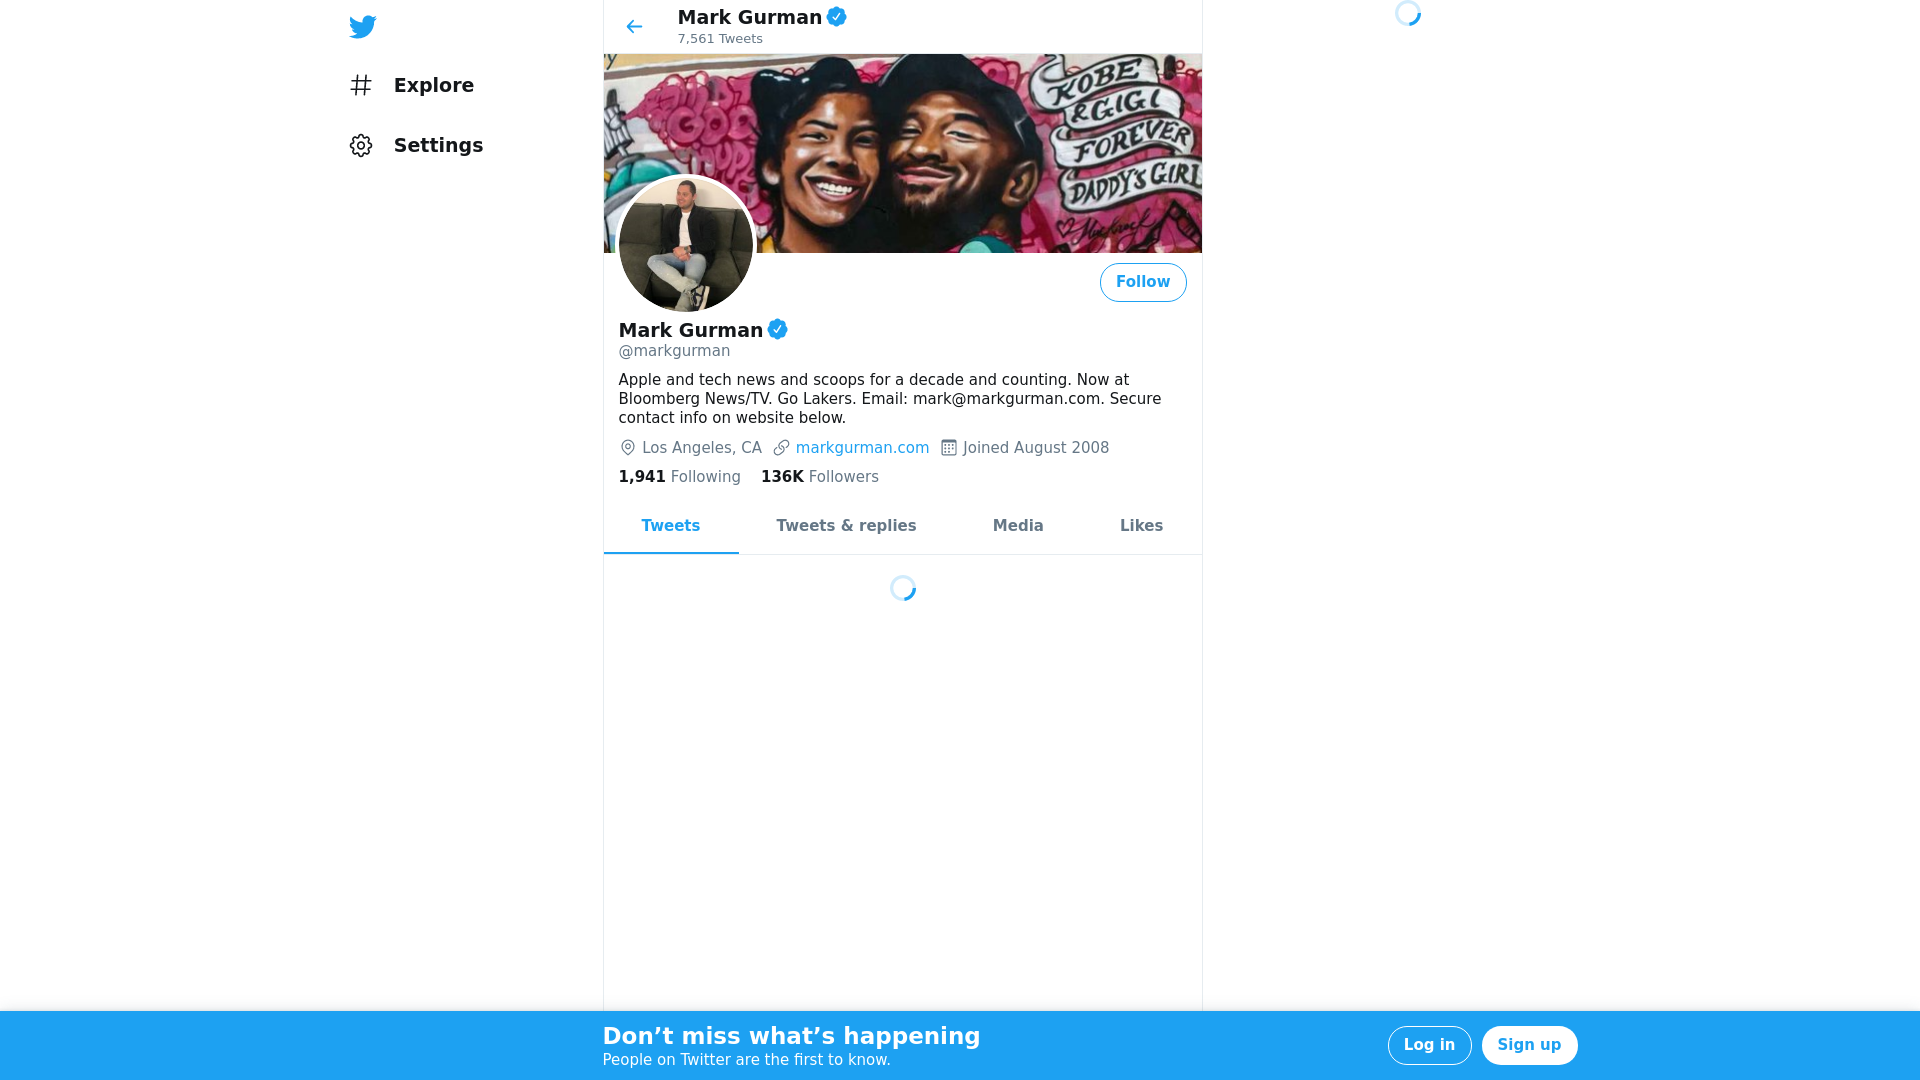 Explore
Settings
Mark Gurman
7,561 Tweets
KOBE
& GIGI
FOREVER
DADDY'S GIRL
Follow
Mark Gurman
@markgurman
Apple and tech news and scoops for a decade and counting. Now at
Bloomberg News/TV. Go Lakers. Email: mark@markgurman.com. Secure
contact info on website below.
Los Angeles, CA markgurman.com Joined August 2008
1,941 Following 136K Followers
Tweets Tweets & replies Media Likes
Don’t miss what’s happening
People on Twitter are the first to know.
Log in Sign up